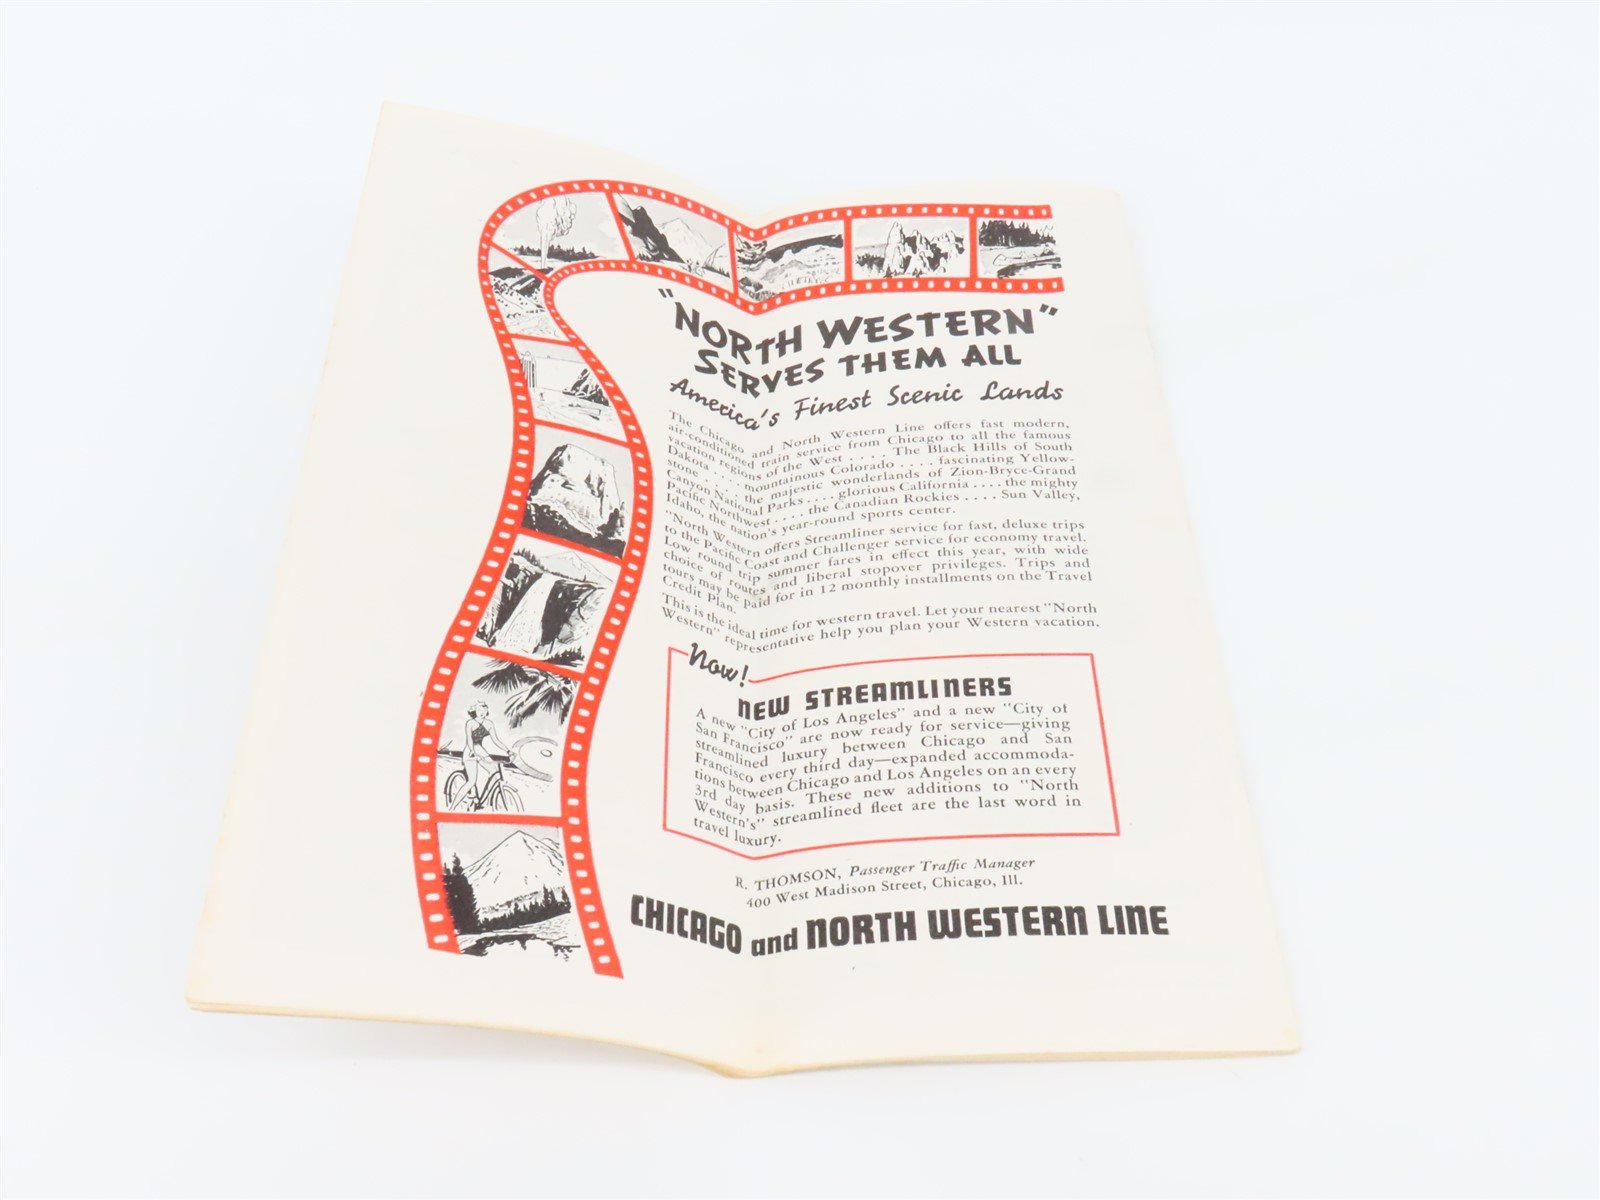 "NORTH WESTERN"
SERVES THEM ALL
America's Finest Scenic Lands
The Chicago and North Western Line offers fast modern,
air-conditioned train service from Chicago to all the famous
vacation regions of the West . . . . The Black Hills of South
Dakota . . . . mountainous Colorado . . . . fascinating Yellow-
stone . . . . the majestic wonderlands of Zion-Bryce-Grand
Canyon National Parks . . . . glorious California . . . . the mighty
Pacific Northwest . . . . the Canadian Rockies . . . . Sun Valley,
Idaho, the nation's year-round sports center.
"North Western offers Streamliner service for fast, deluxe trips
to the Pacific Coast and Challenger service for economy travel.
Low round trip summer fares in effect this year, with wide
choice of routes and liberal stopover privileges. Trips and
tours may be paid for in 12 monthly installments on the Travel
Credit Plan.
This is the ideal time for western travel. Let your nearest "North
Western" representative help you plan your Western vacation.
Now!
NEW STREAMLINERS
A new "City of Los Angeles" and a new "City of
San Francisco" are now ready for service—giving
streamlined luxury between Chicago and San
Francisco every third day—expanded accommoda-
tions between Chicago and Los Angeles on an every
3rd day basis. These new additions to "North
Western's" streamlined fleet are the last word in
travel luxury.
R. THOMSON, Passenger Traffic Manager
400 West Madison Street, Chicago, Ill.
CHICAGO and NORTH WESTERN LINE